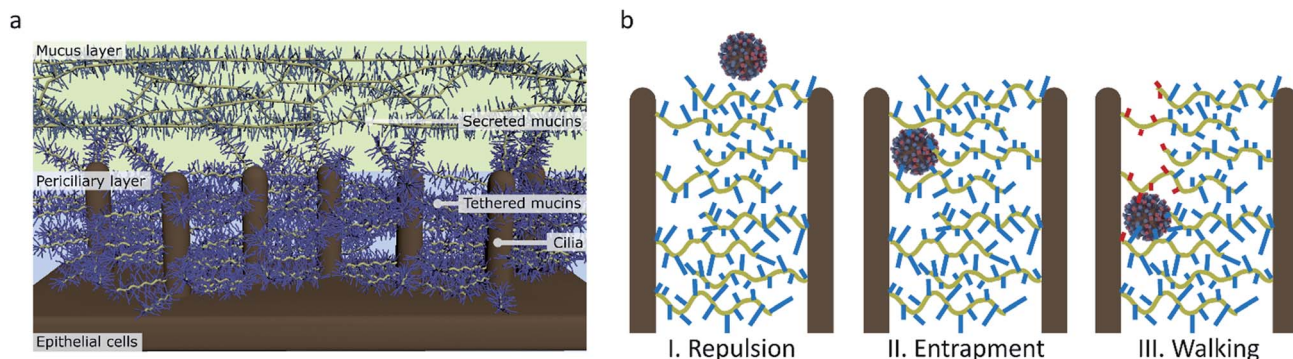 a
Mucus layer
Secreted mucins
Periciliary layer
Tethered mucins
Cilia
Epithelial cells
b
I. Repulsion
II. Entrapment
III. Walking